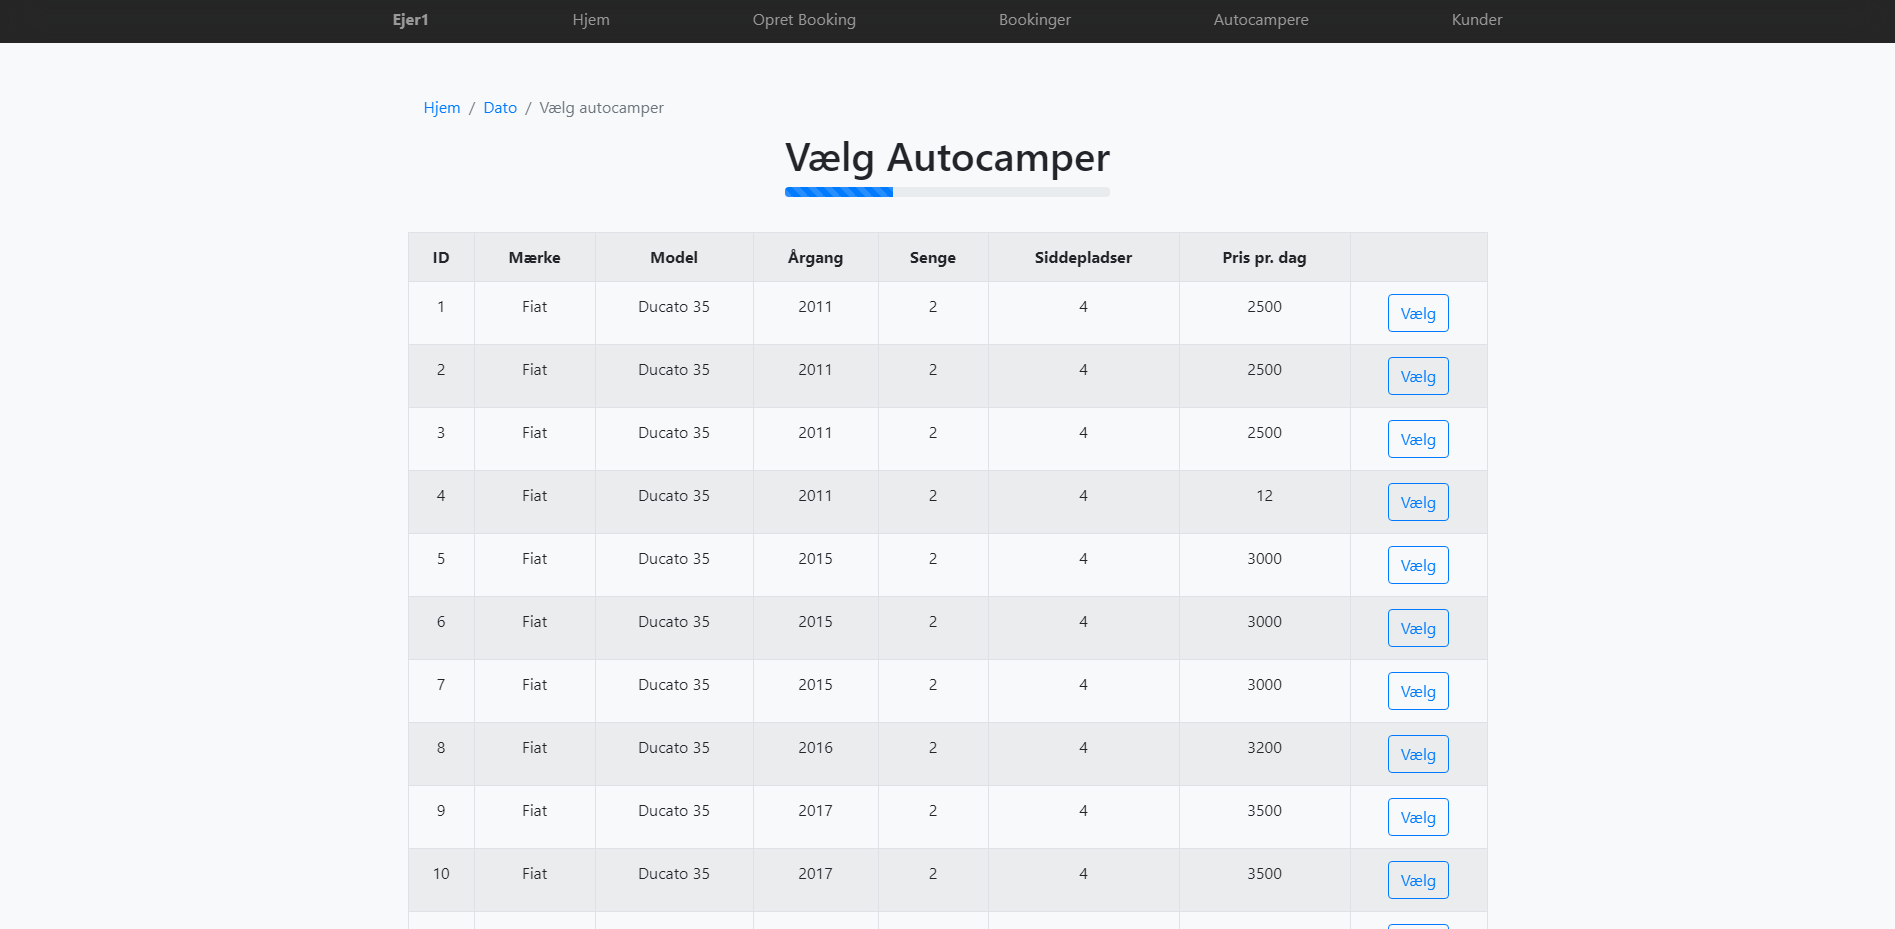 Ejer1 Hjem Opret Booking Bookinger Autocampere Kunder
Hjem / Dato / Vælg autocamper
Vælg Autocamper
ID Mærke Model Årgang Senge Siddepladser Pris pr. dag
1 Fiat Ducato 35 2011 2 4 2500 Vælg
2 Fiat Ducato 35 2011 2 4 2500 Vælg
3 Fiat Ducato 35 2011 2 4 2500 Vælg
4 Fiat Ducato 35 2011 2 4 12 Vælg
5 Fiat Ducato 35 2015 2 4 3000 Vælg
6 Fiat Ducato 35 2015 2 4 3000 Vælg
7 Fiat Ducato 35 2015 2 4 3000 Vælg
8 Fiat Ducato 35 2016 2 4 3200 Vælg
9 Fiat Ducato 35 2017 2 4 3500 Vælg
10 Fiat Ducato 35 2017 2 4 3500 Vælg